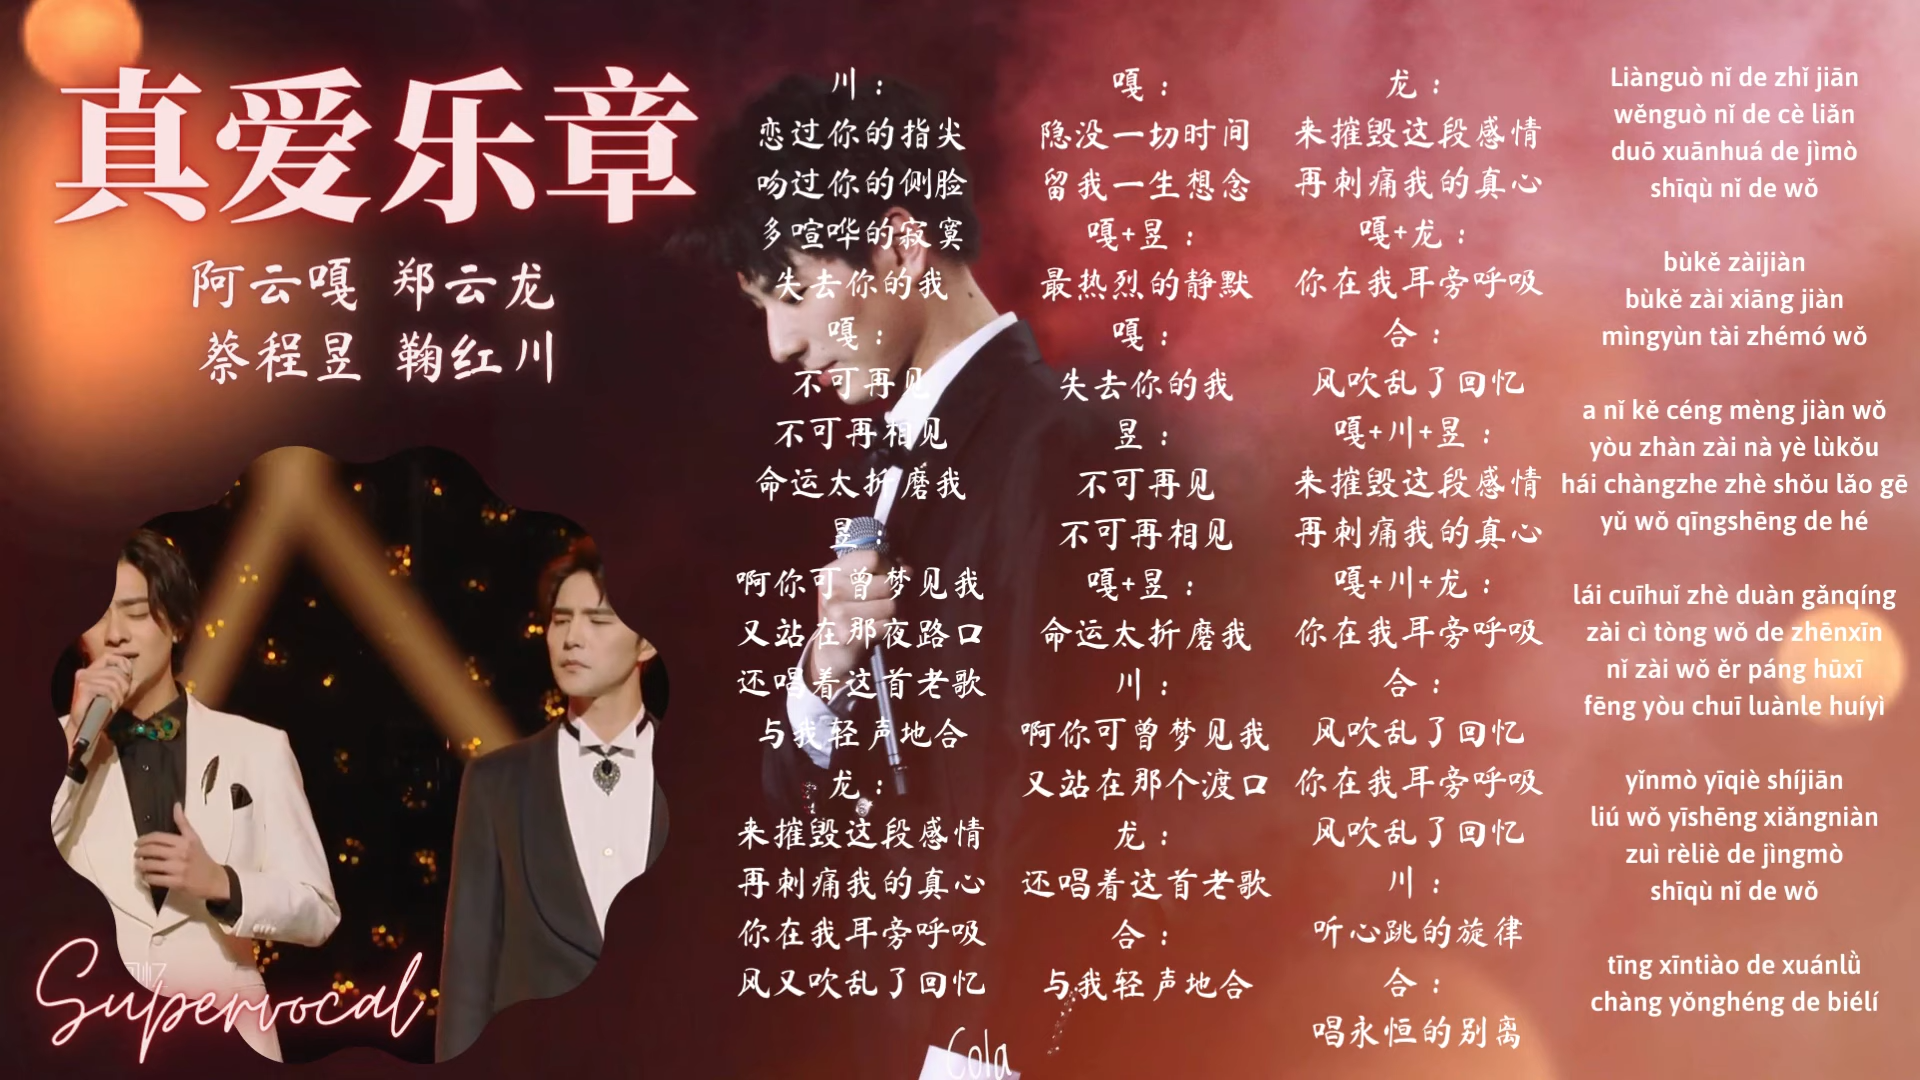 真爱乐章
阿云嘎 郑云龙
蔡程昱 鞠红川
Supervocal
川：
恋过你的指尖
吻过你的侧脸
多喧哗的寂寞
失去你的我
嘎：
不可再见
不可再相见
命运太折磨我
昱：
啊你可曾梦见我
又站在那夜路口
还唱着这首老歌
与我轻声地合
龙：
来摧毁这段感情
再刺痛我的真心
你在我耳旁呼吸
风又吹乱了回忆
嘎：
隐没一切时间
留我一生想念
嘎+昱：
最热烈的静默
嘎：
失去你的我
昱：
不可再见
不可再相见
嘎+昱：
命运太折磨我
川：
啊你可曾梦见我
又站在那个渡口
龙：
还唱着这首老歌
合：
与我轻声地合
龙：
来摧毁这段感情
再刺痛我的真心
嘎+龙：
你在我耳旁呼吸
合：
风吹乱了回忆
嘎+川+昱：
来摧毁这段感情
再刺痛我的真心
嘎+川+龙：
你在我耳旁呼吸
合：
风吹乱了回忆
你在我耳旁呼吸
风吹乱了回忆
川：
听心跳的旋律
合：
唱永恒的别离
Liànguò nǐ de zhǐ jiān
wěnguò nǐ de cè liǎn
duō xuānhuá de jìmò
shīqù nǐ de wǒ
bùkě zàijiàn
bùkě zài xiāng jiàn
mìngyùn tài zhémó wǒ
a nǐ kě céng mèng jiàn wǒ
yòu zhàn zài nà yè lùkǒu
hái chàngzhe zhè shǒu lǎo gē
yǔ wǒ qīngshēng de hé
lái cuīhuǐ zhè duàn gǎnqíng
zài cì tòng wǒ de zhēnxīn
nǐ zài wǒ ěr páng hūxī
fēng yòu chuī luànle huíyì
yǐnmò yīqiè shíjiān
liú wǒ yīshēng xiǎngniàn
zuì rèliè de jìngmò
shīqù nǐ de wǒ
tīng xīntiào de xuánlǜ
chàng yǒnghéng de biélí
Cola